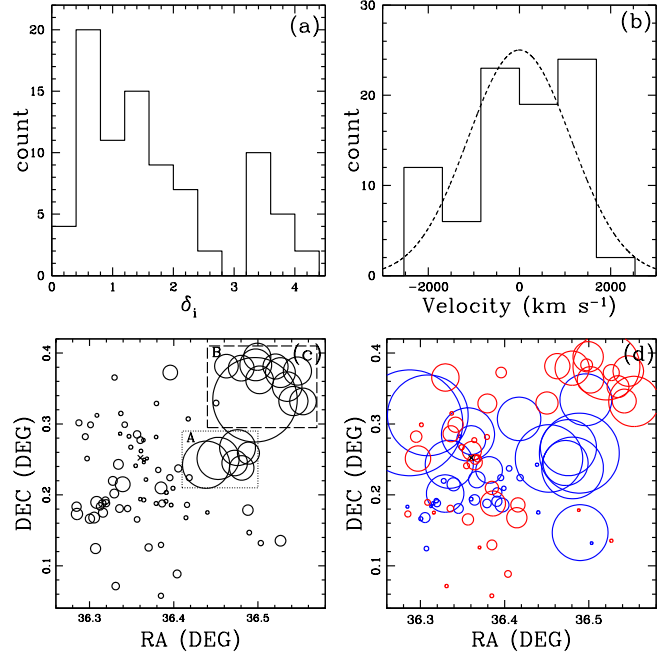 (a)
count
0
5
10
15
20
0
1
2
3
4
δi
(b)
count
0
10
20
30
−2000
0
2000
Velocity (km s⁻¹)
(c)
B
A
DEC (DEG)
0.1
0.2
0.3
0.4
36.3
36.4
36.5
RA (DEG)
(d)
DEC (DEG)
0.1
0.2
0.3
0.4
36.3
36.4
36.5
RA (DEG)